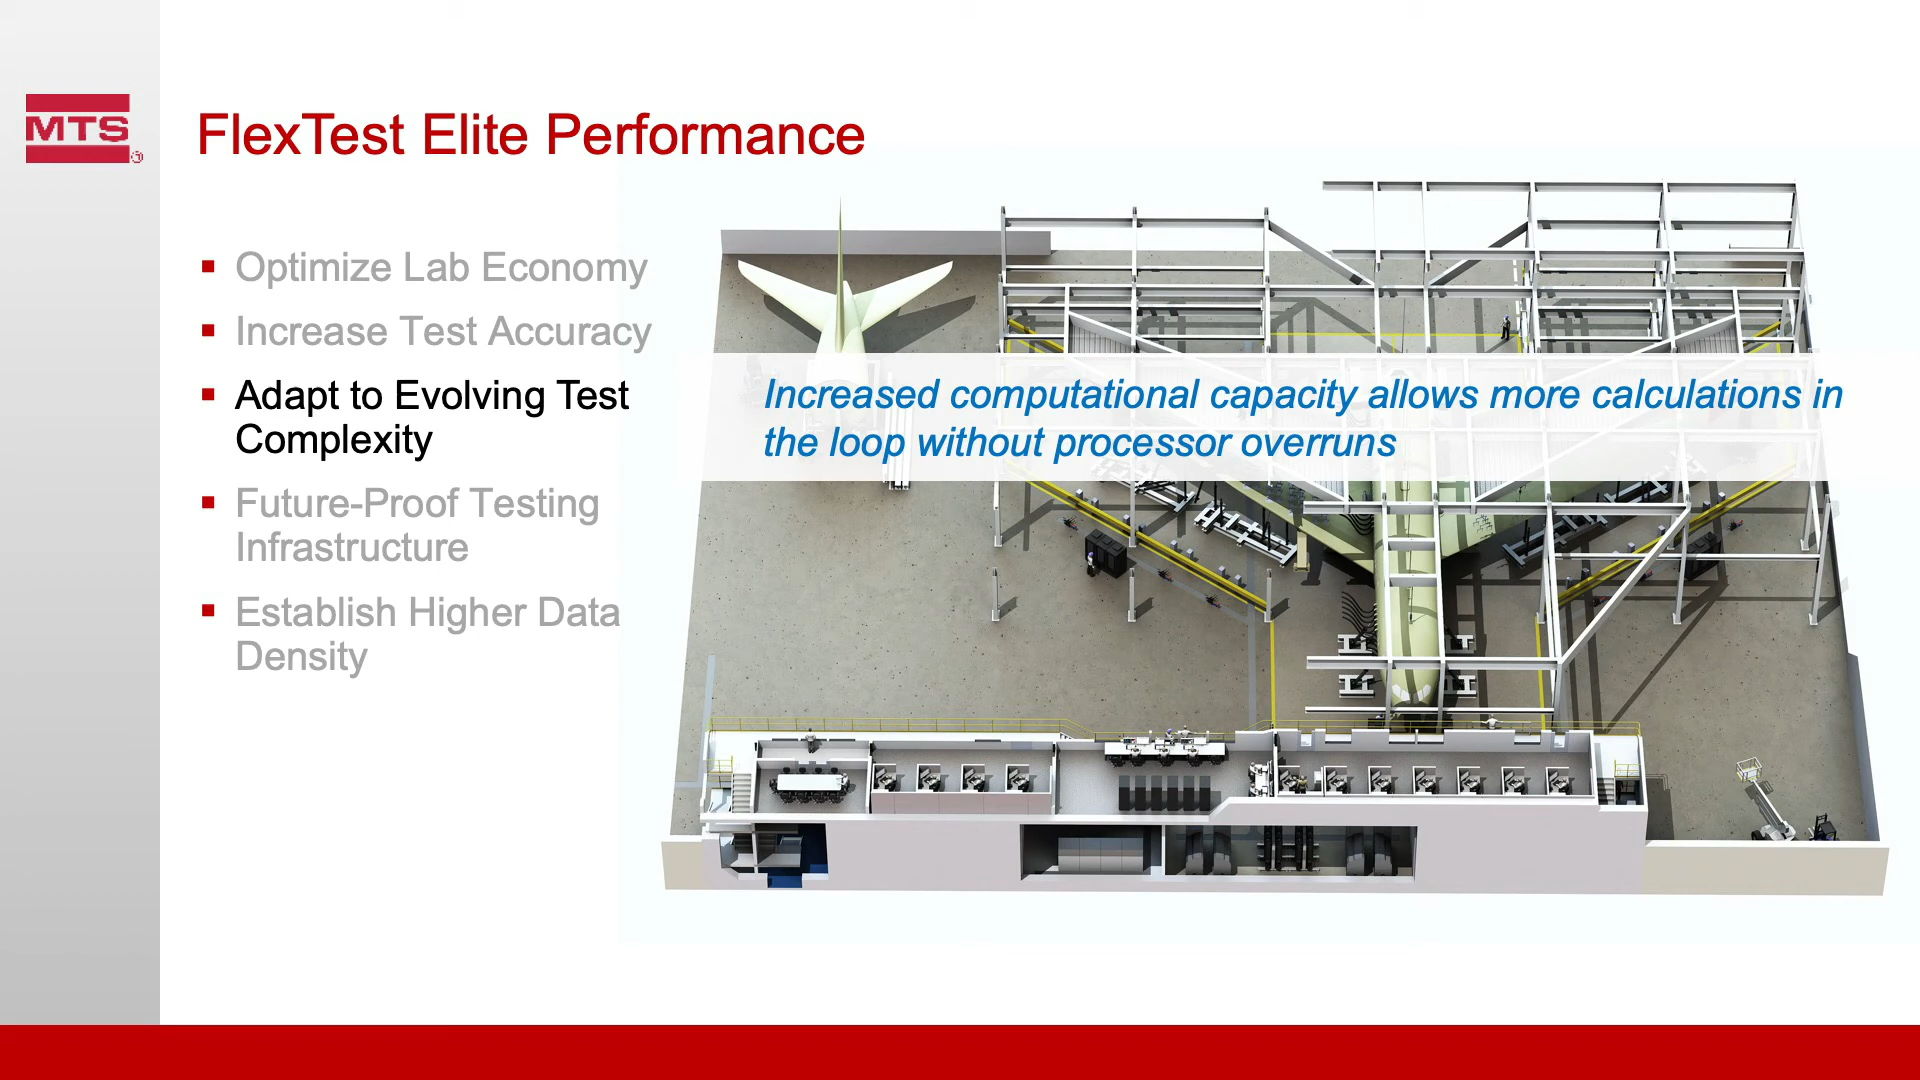 MTS
FlexTest Elite Performance
Optimize Lab Economy
Increase Test Accuracy
Adapt to Evolving Test
Complexity
Future-Proof Testing
Infrastructure
Establish Higher Data
Density
Increased computational capacity allows more calculations in
the loop without processor overruns